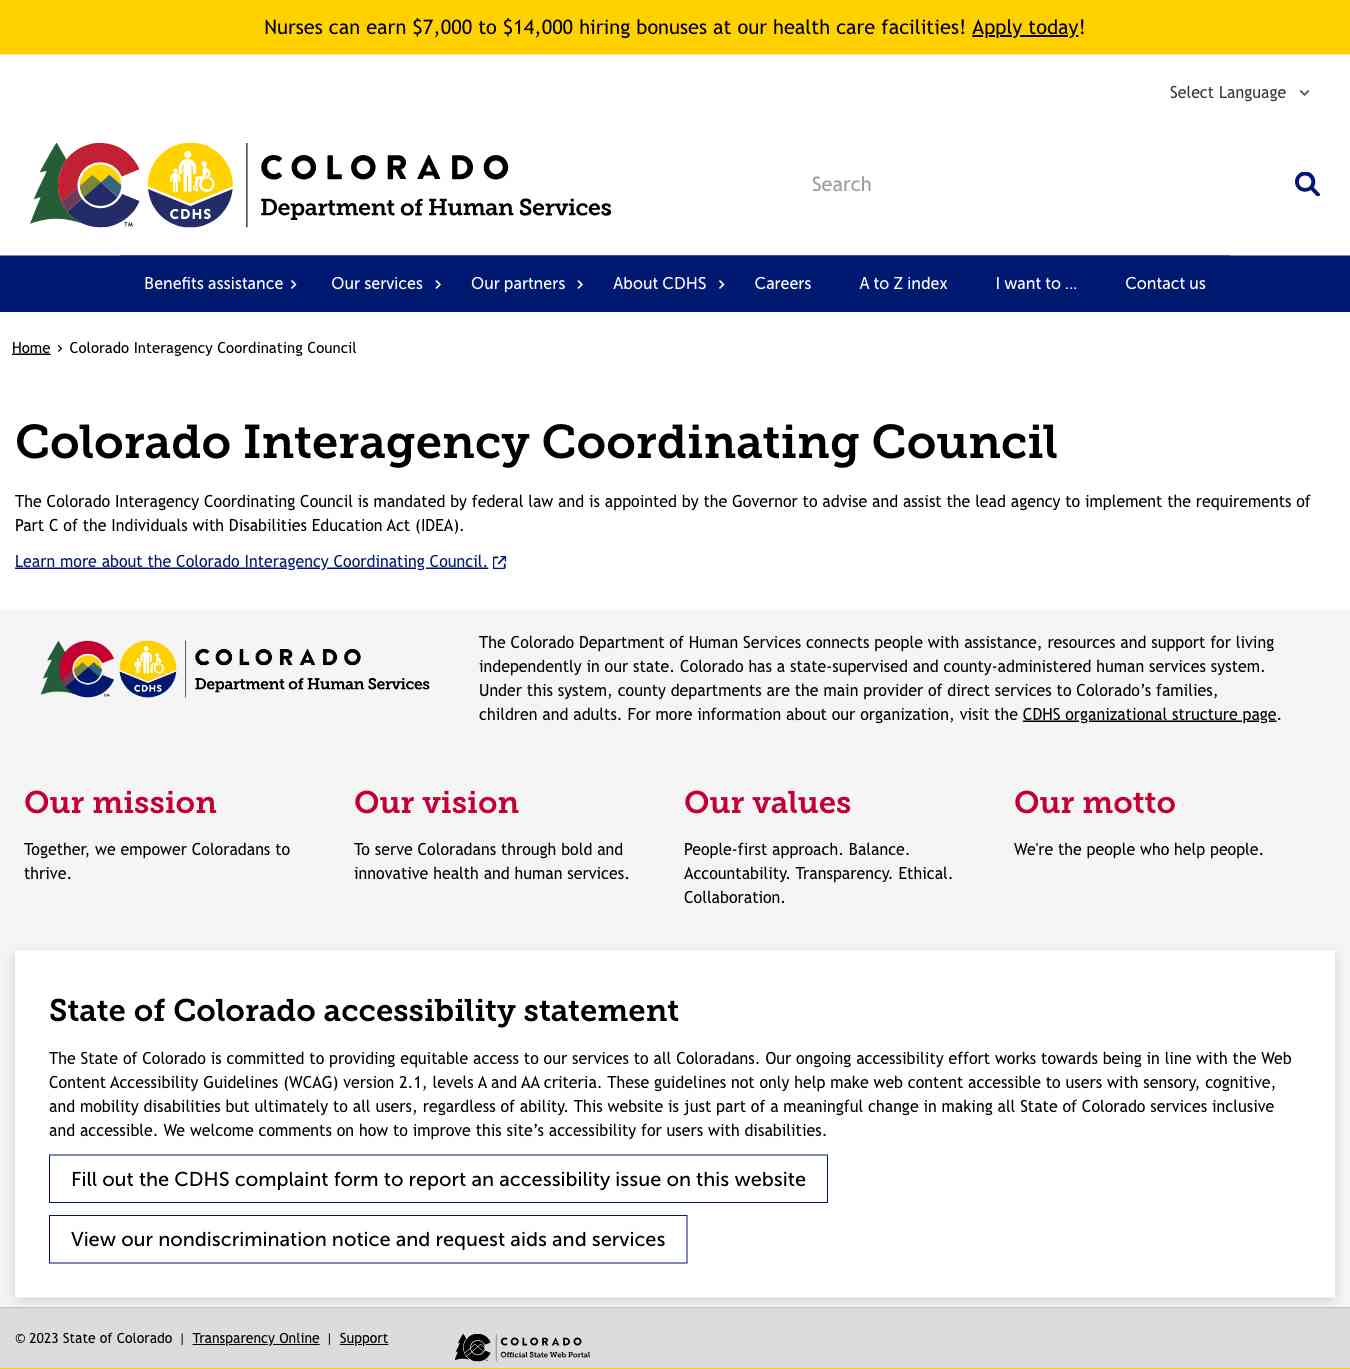 Nurses can earn $7,000 to $14,000 hiring bonuses at our health care facilities! Apply today!
Select Language
CDHS
TM
COLORADO
Department of Human Services
Search
Benefits assistance
Our services
Our partners
About CDHS
Careers
A to Z index
I want to ...
Contact us
Home › Colorado Interagency Coordinating Council
Colorado Interagency Coordinating Council
The Colorado Interagency Coordinating Council is mandated by federal law and is appointed by the Governor to advise and assist the lead agency to implement the requirements of
Part C of the Individuals with Disabilities Education Act (IDEA).
Learn more about the Colorado Interagency Coordinating Council.
CDHS
COLORADO
Department of Human Services
The Colorado Department of Human Services connects people with assistance, resources and support for living
independently in our state. Colorado has a state-supervised and county-administered human services system.
Under this system, county departments are the main provider of direct services to Colorado’s families,
children and adults. For more information about our organization, visit the CDHS organizational structure page.
Our mission
Together, we empower Coloradans to
thrive.
Our vision
To serve Coloradans through bold and
innovative health and human services.
Our values
People-first approach. Balance.
Accountability. Transparency. Ethical.
Collaboration.
Our motto
We're the people who help people.
State of Colorado accessibility statement
The State of Colorado is committed to providing equitable access to our services to all Coloradans. Our ongoing accessibility effort works towards being in line with the Web
Content Accessibility Guidelines (WCAG) version 2.1, levels A and AA criteria. These guidelines not only help make web content accessible to users with sensory, cognitive,
and mobility disabilities but ultimately to all users, regardless of ability. This website is just part of a meaningful change in making all State of Colorado services inclusive
and accessible. We welcome comments on how to improve this site’s accessibility for users with disabilities.
Fill out the CDHS complaint form to report an accessibility issue on this website
View our nondiscrimination notice and request aids and services
© 2023 State of Colorado | Transparency Online | Support
COLORADO
Official State Web Portal